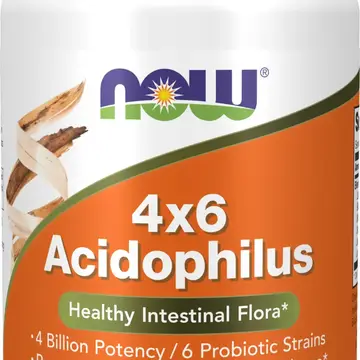 now®
4x6
Acidophilus
Healthy Intestinal Flora*
• 4 Billion Potency / 6 Probiotic Strains